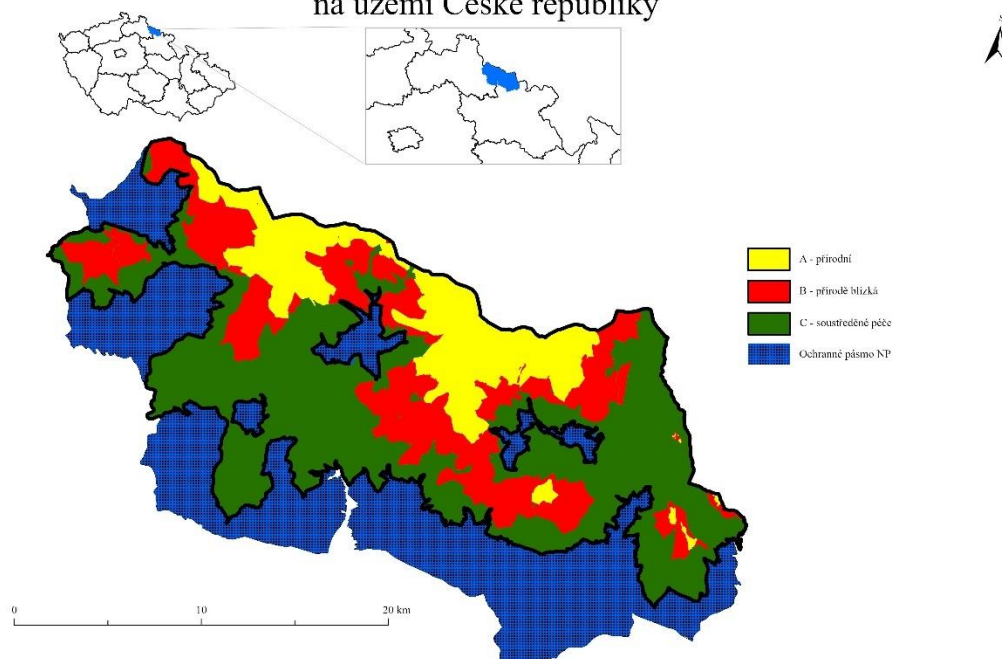 na území České republiky
A - přírodní
B - přírodě blízká
C - soustředěné péče
Ochranné pásmo NP
0 10 20 km